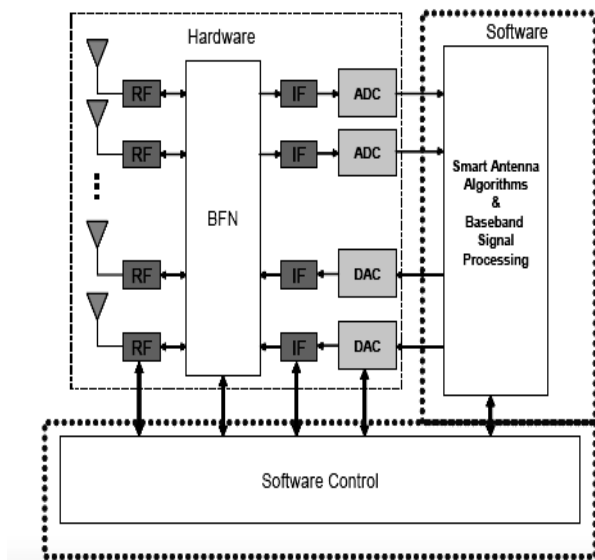 Hardware
Software
RF
IF
ADC
RF
IF
ADC
BFN
Smart Antenna
Algorithms
&
Baseband
Signal
Processing
RF
IF
DAC
RF
IF
DAC
Software Control